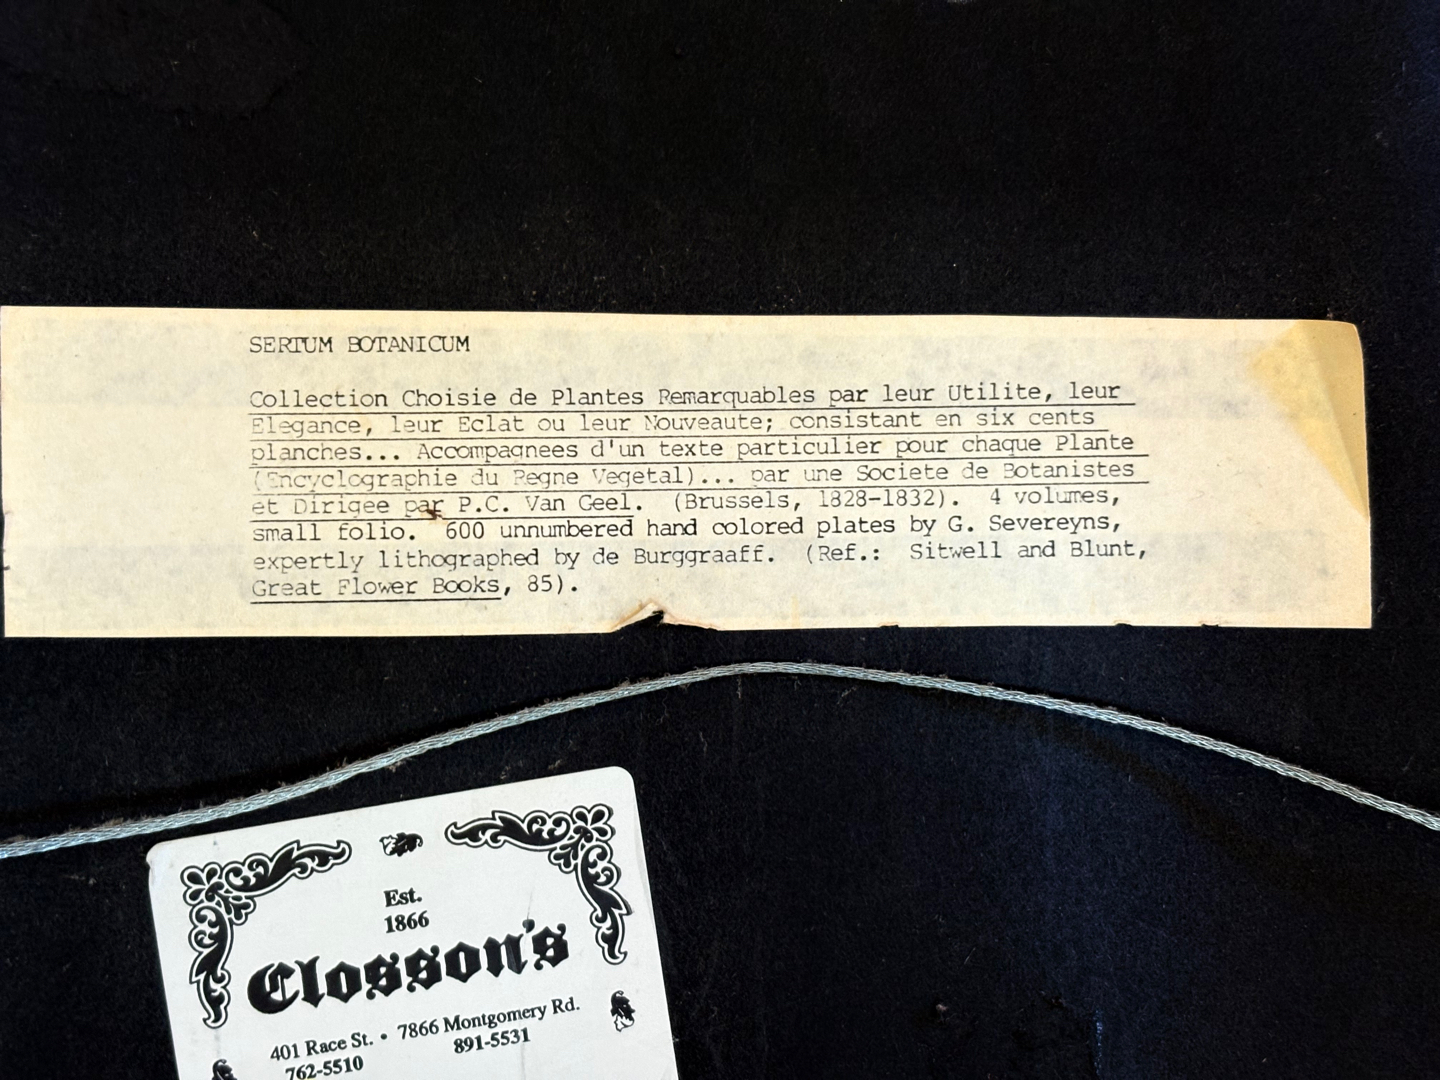 SERTUM BOTANICUM
Collection Choisie de Plantes Remarquables par leur Utilite, leur
Elegance, leur Eclat ou leur Nouveaute; consistant en six cents
planches... Accompagnees d'un texte particulier pour chaque Plante
(Encyclographie du Regne Vegetal)... par une Societe de Botanistes
et Dirigee par P.C. Van Geel. (Brussels, 1828-1832). 4 volumes,
small folio. 600 unnumbered hand colored plates by G. Severeyns,
expertly lithographed by de Burggraaff. (Ref.: Sitwell and Blunt,
Great Flower Books, 85).
Est.
1866
Closson's
401 Race St. • 7866 Montgomery Rd.
762-5510 891-5531